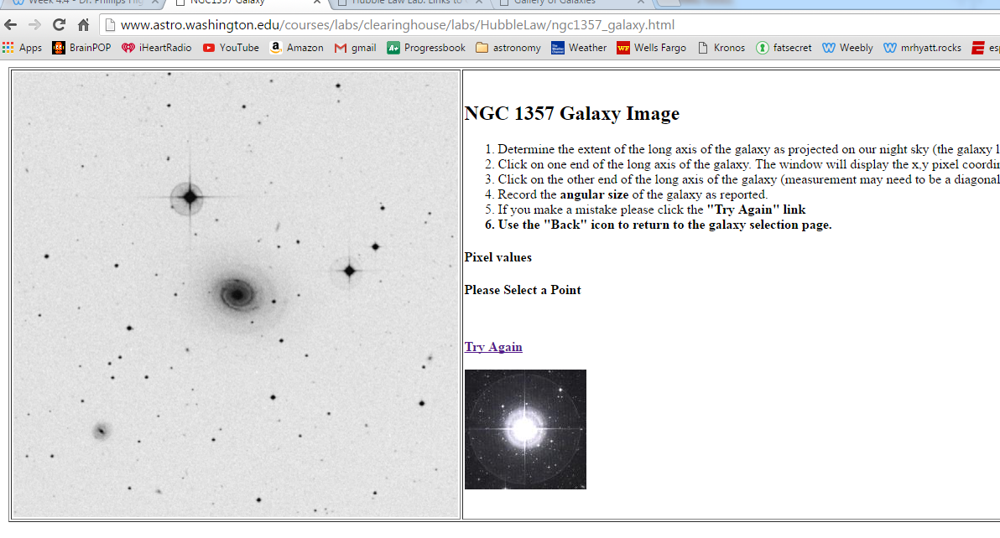 Week 4.4 - Dr. Phillips Hig
NGC1357 Galaxy
Hubble Law Lab: Links to
Gallery of Galaxies
www.astro.washington.edu/courses/labs/clearinghouse/labs/HubbleLaw/ngc1357_galaxy.html
Apps BrainPOP iHeartRadio YouTube Amazon gmail Progressbook astronomy Weather Wells Fargo Kronos fatsecret Weebly mrhyatt.rocks esp
NGC 1357 Galaxy Image
1. Determine the extent of the long axis of the galaxy as projected on our night sky (the galaxy l
2. Click on one end of the long axis of the galaxy. The window will display the x,y pixel coordin
3. Click on the other end of the long axis of the galaxy (measurement may need to be a diagonal
4. Record the angular size of the galaxy as reported.
5. If you make a mistake please click the "Try Again" link
6. Use the "Back" icon to return to the galaxy selection page.
Pixel values
Please Select a Point
Try Again